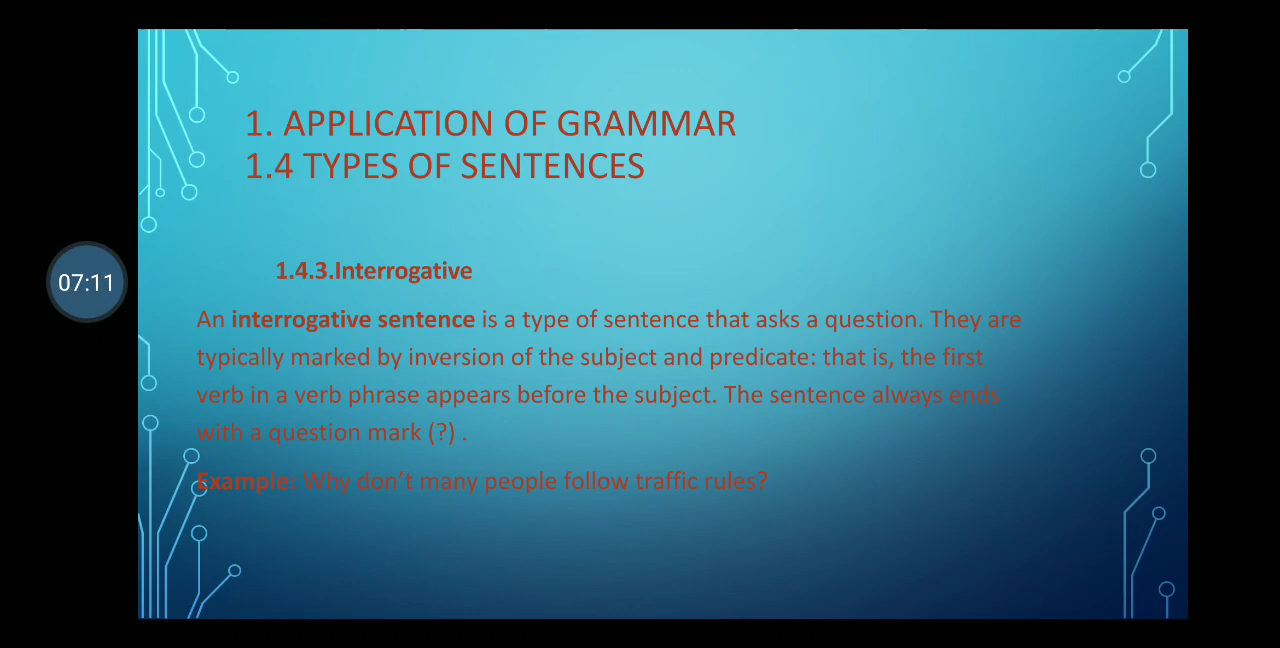 1. APPLICATION OF GRAMMAR
1.4 TYPES OF SENTENCES
1.4.3.Interrogative
07:11
An interrogative sentence is a type of sentence that asks a question. They are
typically marked by inversion of the subject and predicate: that is, the first
verb in a verb phrase appears before the subject. The sentence always ends
with a question mark (?) .
Example: Why don't many people follow traffic rules?